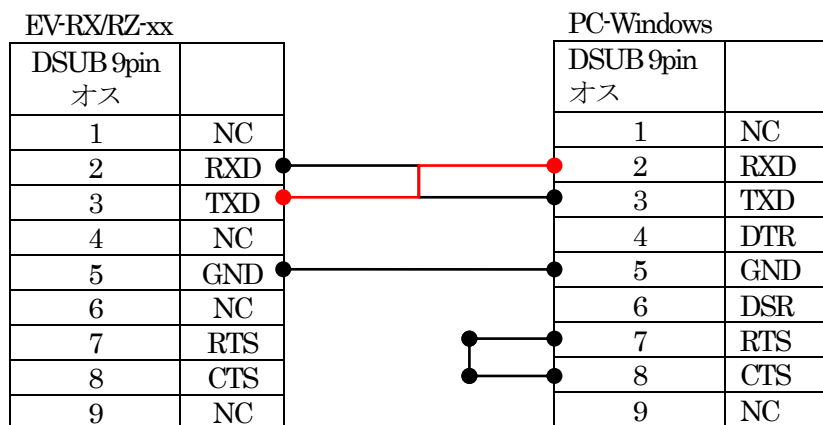 EV-RX/RZ-xx
DSUB 9pin
オス
1 NC
2 RXD
3 TXD
4 NC
5 GND
6 NC
7 RTS
8 CTS
9 NC
PC-Windows
DSUB 9pin
オス
1 NC
2 RXD
3 TXD
4 DTR
5 GND
6 DSR
7 RTS
8 CTS
9 NC